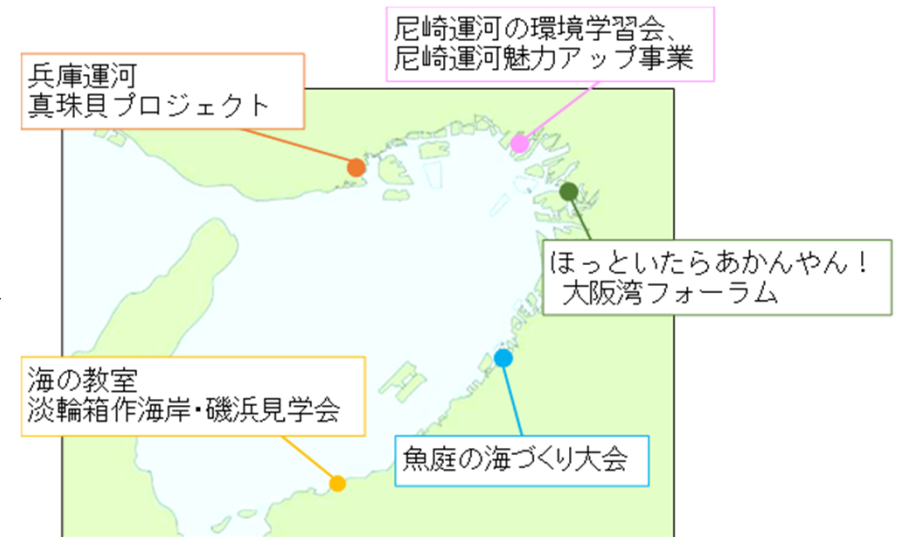 尼崎運河の環境学習会、
尼崎運河魅力アップ事業
兵庫運河
真珠貝プロジェクト
ほっといたらあかんやん！
大阪湾フォーラム
海の教室
淡輪箱作海岸・磯浜見学会
魚庭の海づくり大会